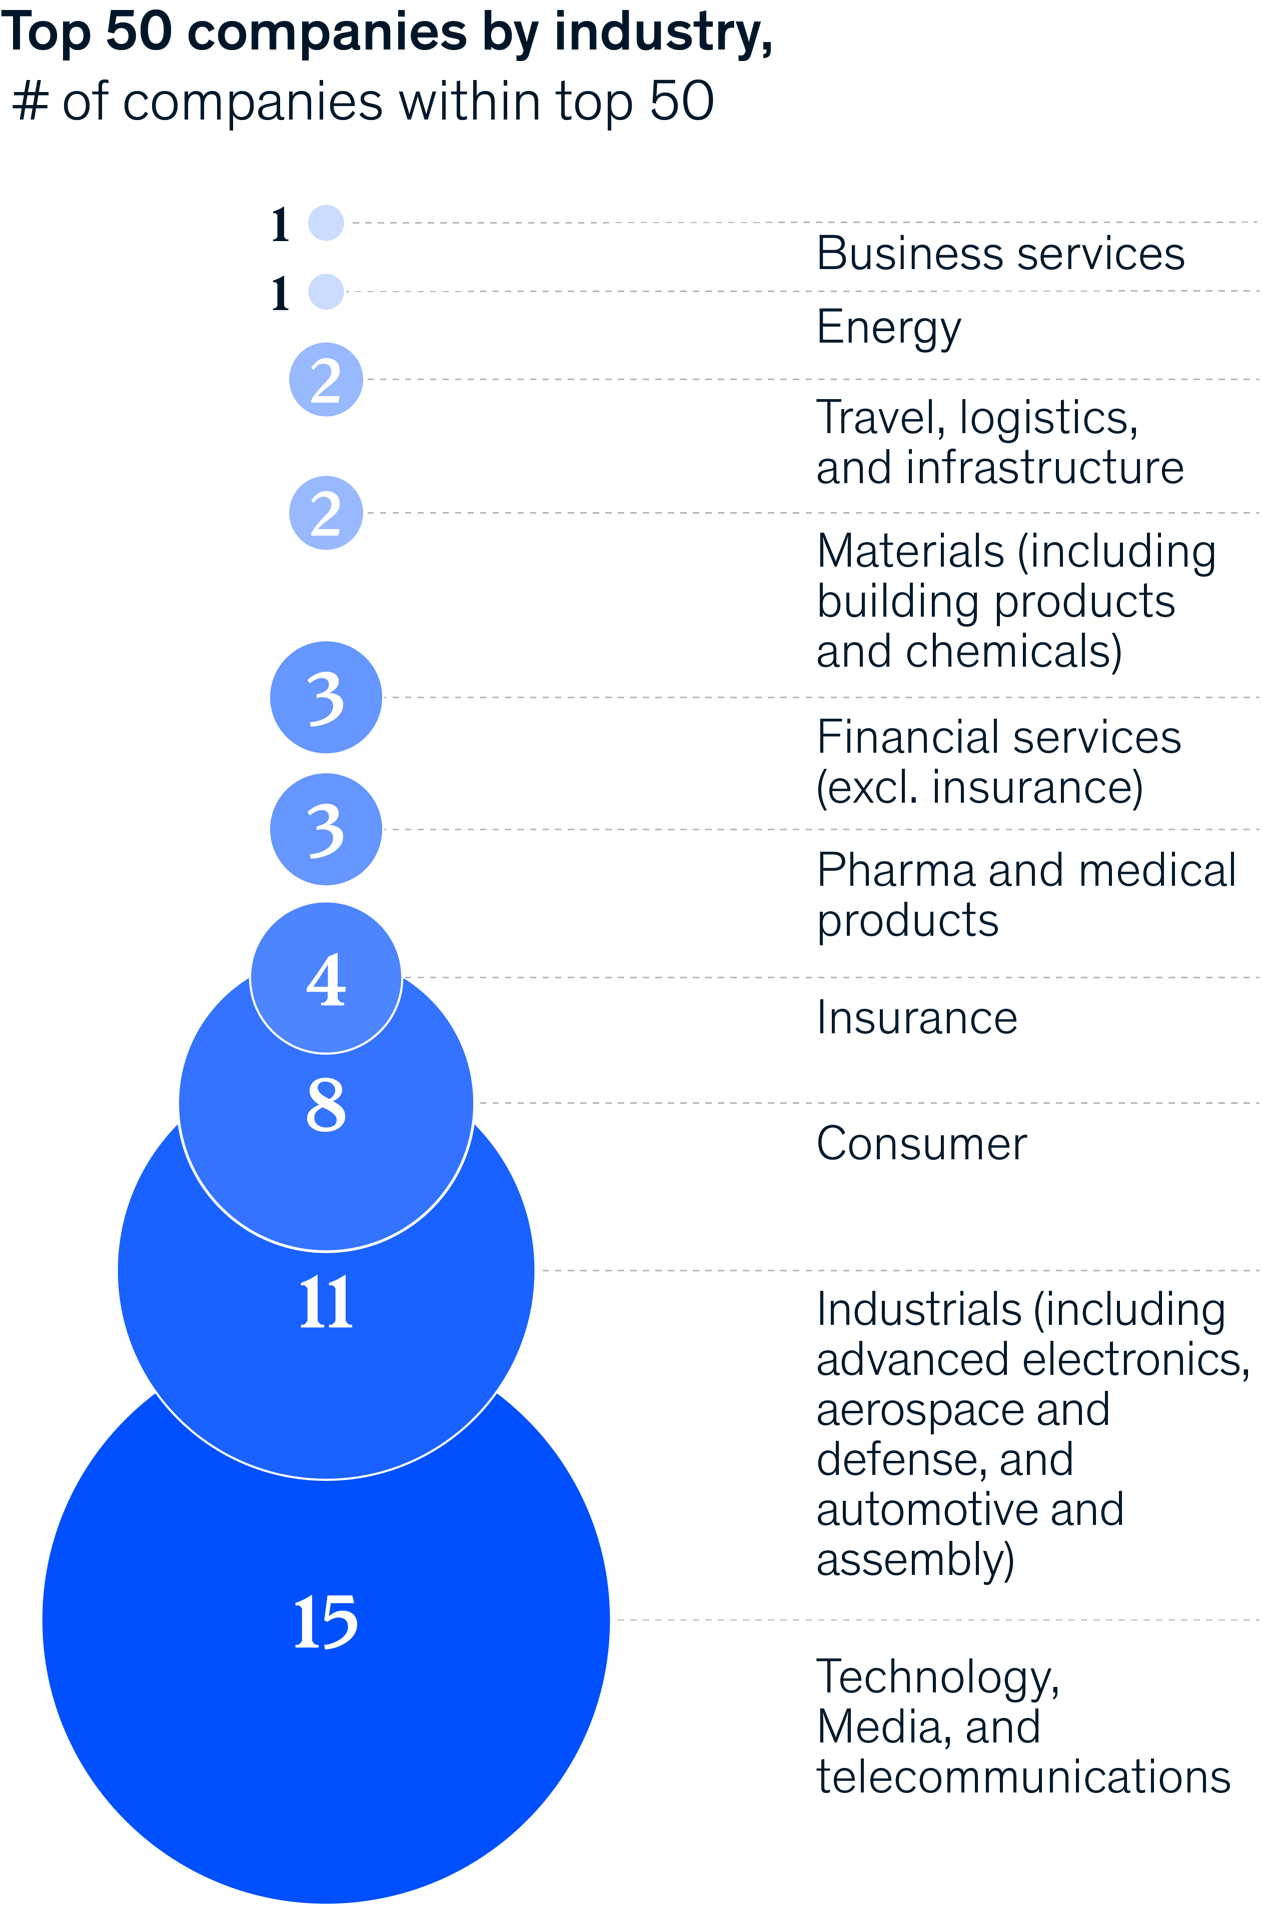 Top 50 companies by industry,
# of companies within top 50
1
Business services
1
Energy
2
Travel, logistics,
and infrastructure
2
Materials (including
building products
and chemicals)
3
Financial services
(excl. insurance)
3
Pharma and medical
products
4
Insurance
8
Consumer
11
Industrials (including
advanced electronics,
aerospace and
defense, and
automotive and
assembly)
15
Technology,
Media, and
telecommunications